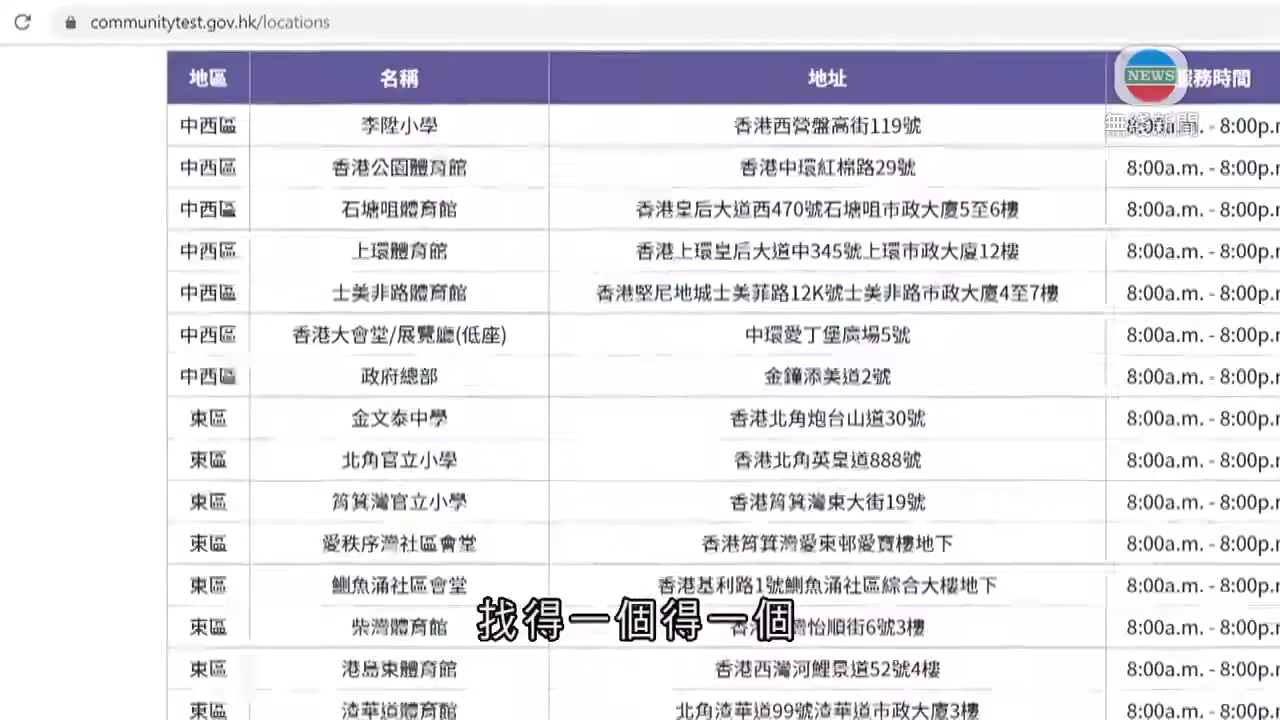 communitytest.gov.hk/locations
地區 名稱 地址 服務時間
NEWS
無綫新聞
中西區 李陞小學 香港西營盤高街119號 8:00a.m. - 8:00p.
中西區 香港公園體育館 香港中環紅棉路29號 8:00a.m. - 8:00p.
中西區 石塘咀體育館 香港皇后大道西470號石塘咀市政大廈5至6樓 8:00a.m. - 8:00p.
中西區 上環體育館 香港上環皇后大道中345號上環市政大廈12樓 8:00a.m. - 8:00p.
中西區 士美非路體育館 香港堅尼地城士美菲路12K號士美非路市政大廈4至7樓 8:00a.m. - 8:00p.
中西區 香港大會堂/展覽廳(低座) 中環愛丁堡廣場5號 8:00a.m. - 8:00p.
中西區 政府總部 金鐘添美道2號 8:00a.m. - 8:00p.
東區 金文泰中學 香港北角炮台山道30號 8:00a.m. - 8:00p.
東區 北角官立小學 香港北角英皇道888號 8:00a.m. - 8:00p.
東區 筲箕灣官立小學 香港筲箕灣東大街19號 8:00a.m. - 8:00p.
東區 愛秩序灣社區會堂 香港筲箕灣愛東邨愛寶樓地下 8:00a.m. - 8:00p.
東區 鰂魚涌社區會堂 香港基利路1號鰂魚涌社區綜合大樓地下 8:00a.m. - 8:00p.
東區 柴灣體育館 香 灣怡順街6號3樓 8:00a.m. - 8:00p.
找得一個得一個
東區 港島東體育館 香港西灣河鯉景道52號4樓 8:00a.m. - 8:00p.
東區 渣華道體育館 北角渣華道99號渣華道市政大廈3樓 8:00a.m. - 8:00p.